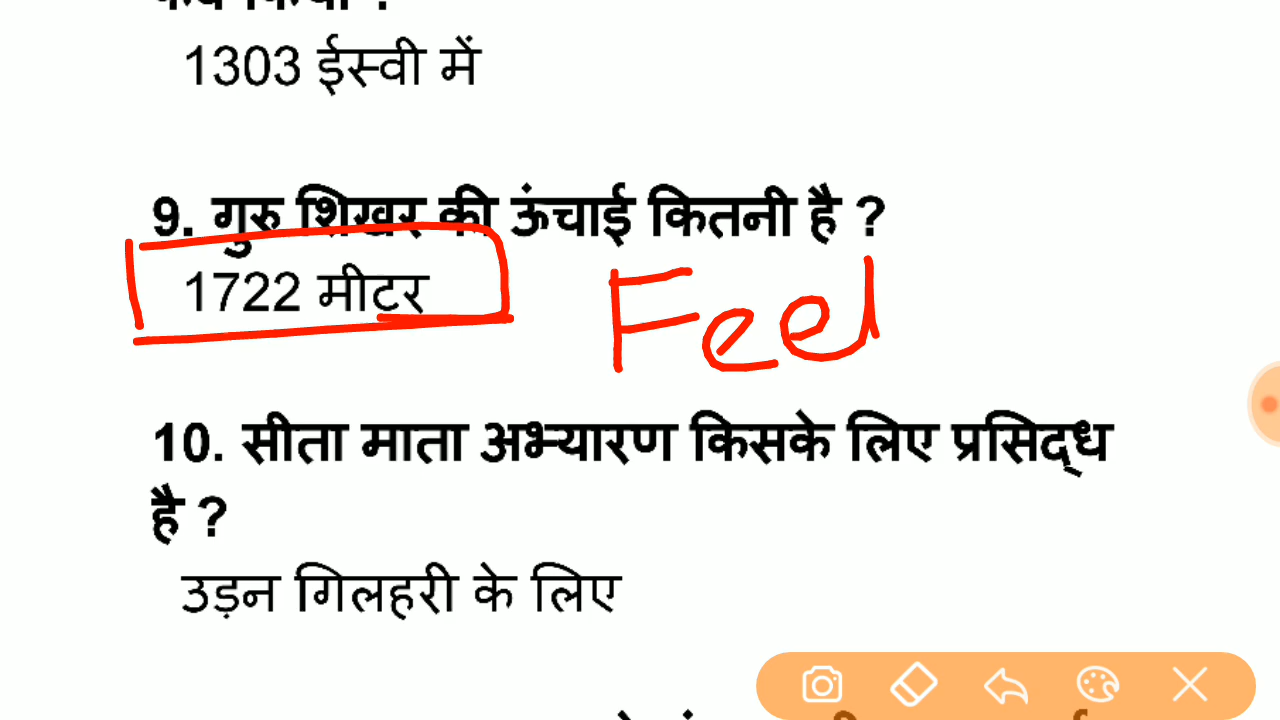 1303 ईस्वी में
9. गुरु शिखर की ऊंचाई कितनी है ?
1722 मीटर
Feel
10. सीता माता अभ्यारण किसके लिए प्रसिद्ध
है ?
उड़न गिलहरी के लिए